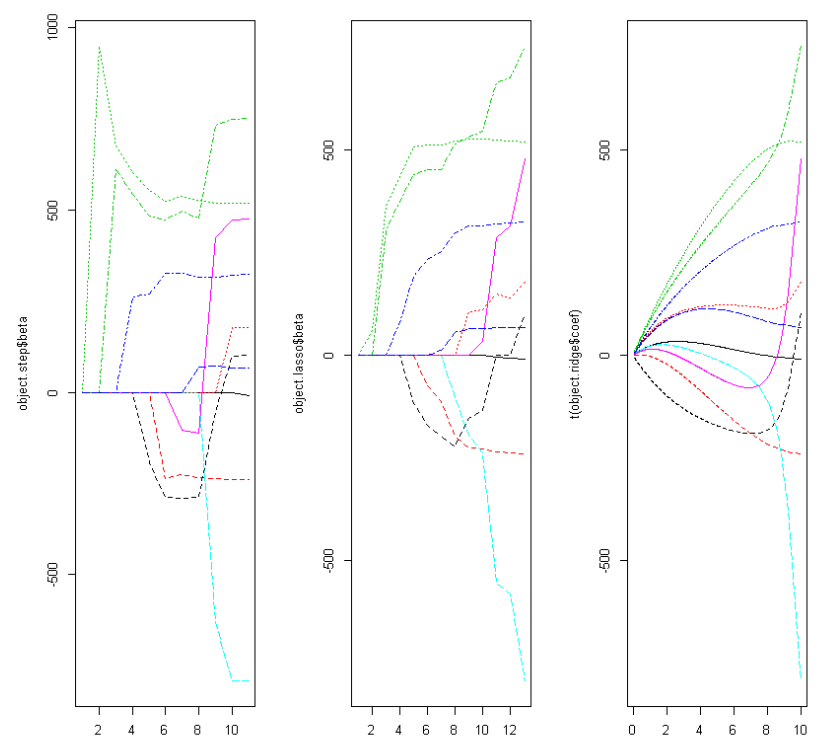 object.step$beta
1000
500
0
-500
2 4 6 8 10
object.lasso$beta
500
0
-500
2 4 6 8 10 12
t(object.ridge$coef)
500
0
-500
0 2 4 6 8 10